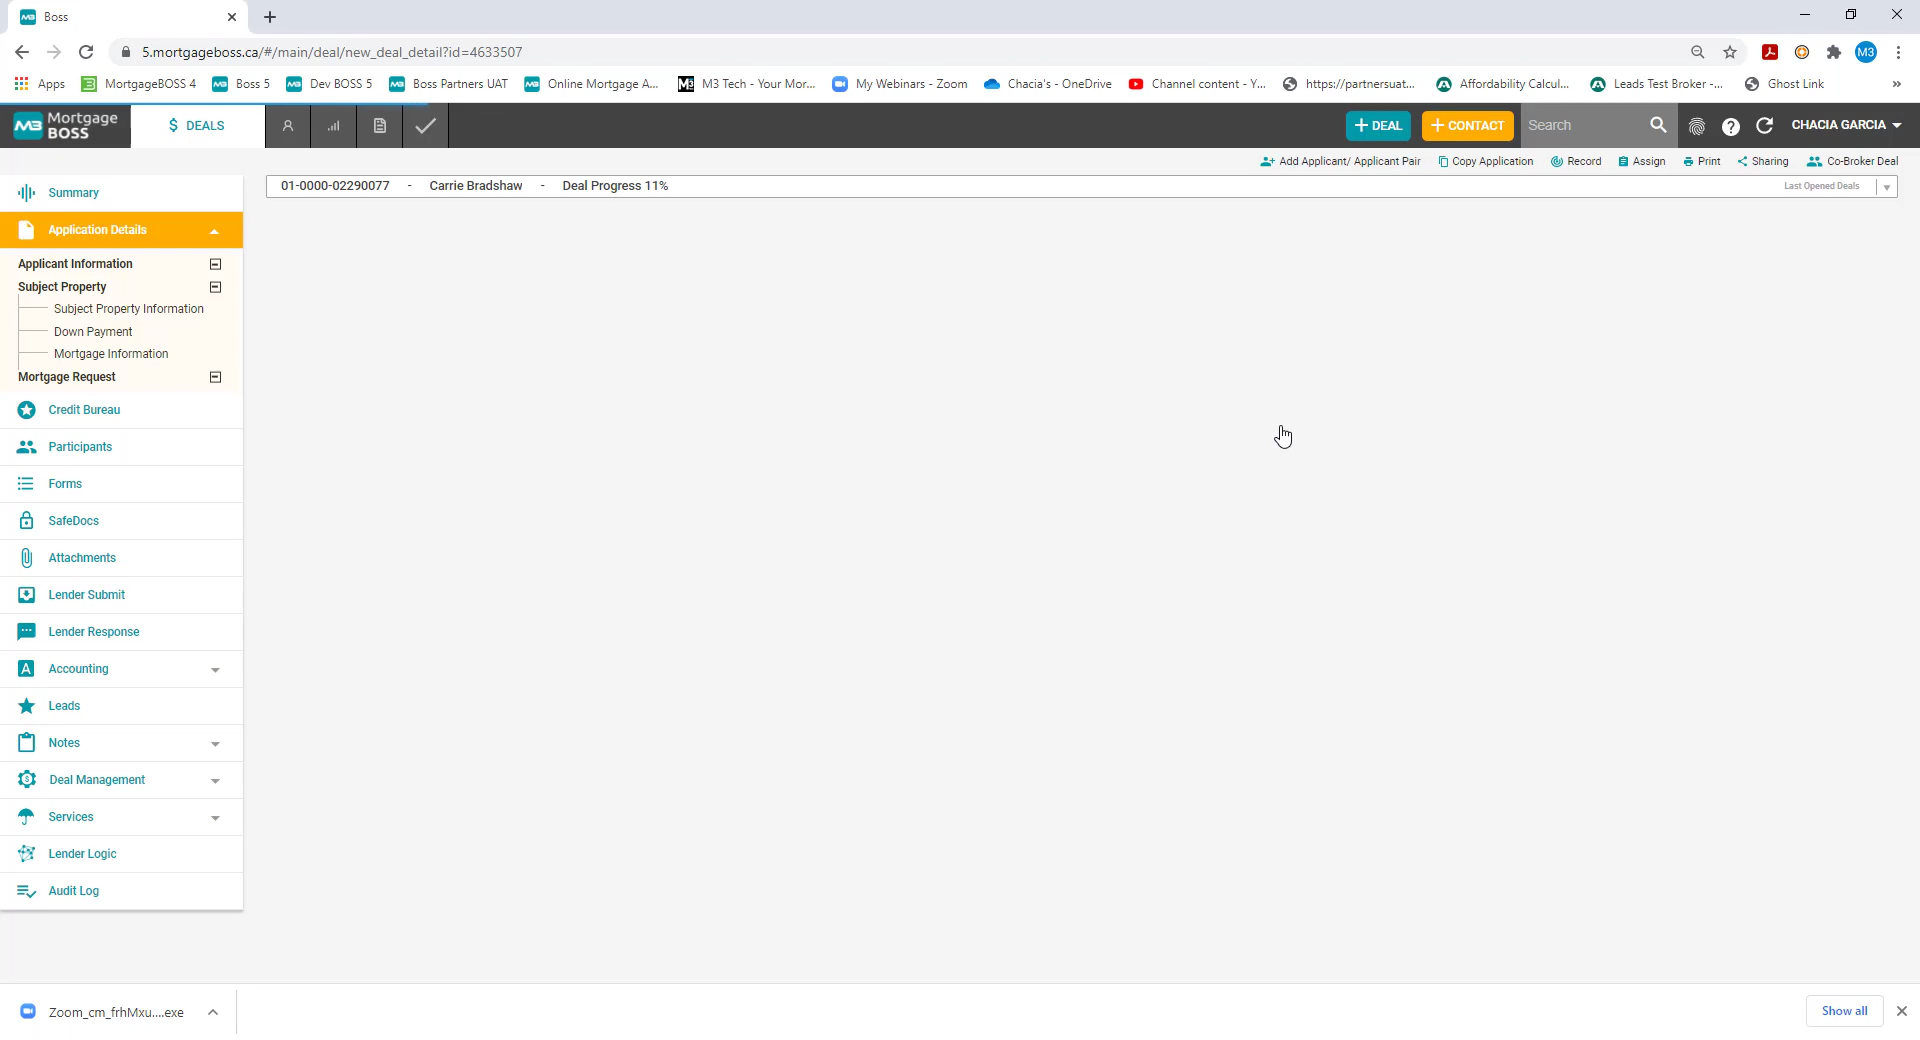 Boss
5.mortgageboss.ca/#/main/deal/new_deal_detail?id=4633507
M3
Apps MortgageBOSS 4 Boss 5 Dev BOSS 5 Boss Partners UAT Online Mortgage A... M3 Tech - Your Mor... My Webinars - Zoom Chacia's - OneDrive Channel content - Y... https://partnersuat... Affordability Calcul... Leads Test Broker -... Ghost Link »
Mortgage BOSS $ DEALS + DEAL + CONTACT Search CHACIA GARCIA
Add Applicant/ Applicant Pair Copy Application Record Assign Print Sharing Co-Broker Deal
01-0000-02290077 - Carrie Bradshaw - Deal Progress 11% Last Opened Deals
Summary
Application Details
Applicant Information
Subject Property
Subject Property Information
Down Payment
Mortgage Information
Mortgage Request
Credit Bureau
Participants
Forms
SafeDocs
Attachments
Lender Submit
Lender Response
Accounting
Leads
Notes
Deal Management
Services
Lender Logic
Audit Log
Zoom_cm_frhMxu....exe Show all